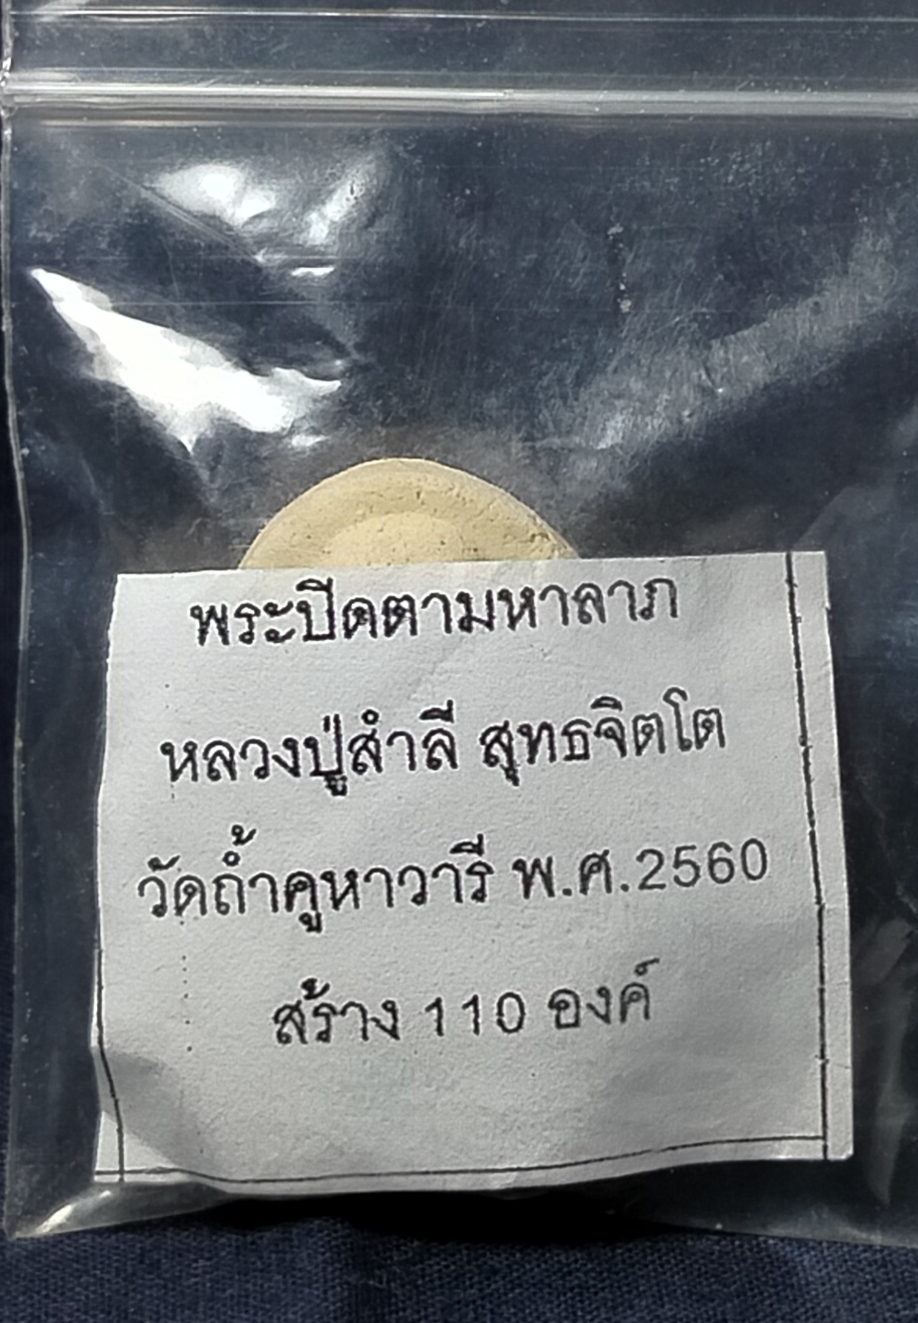 พระปิดตามหาลาภ
หลวงปู่สำลี สุทธจิตโต
วัดถ้ำคูหาวารี พ.ศ.2560
สร้าง 110 องค์